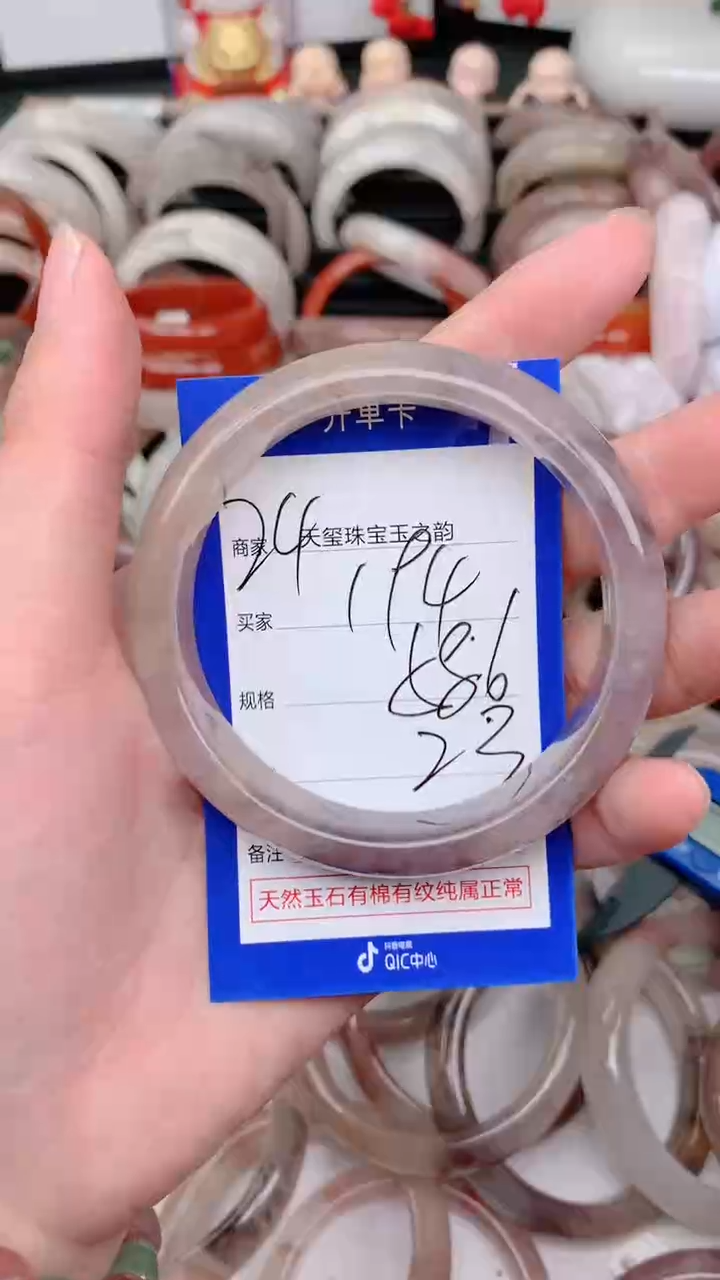 开单卡
24
商家 天玺珠宝玉之韵
194
买家
58.6
规格
23
备注
天然玉石有棉有纹纯属正常
抖音电商
QIC中心